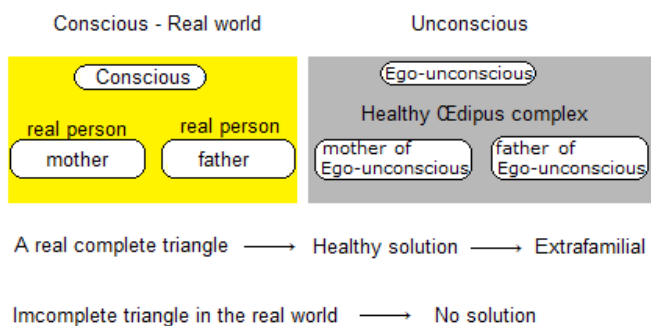 Conscious - Real world
Unconscious
Conscious
real person
real person
mother
father
Ego-unconscious
Healthy Œdipus complex
mother of
Ego-unconscious
father of
Ego-unconscious
A real complete triangle ⟶ Healthy solution ⟶ Extrafamilial
Imcomplete triangle in the real world ⟶ No solution